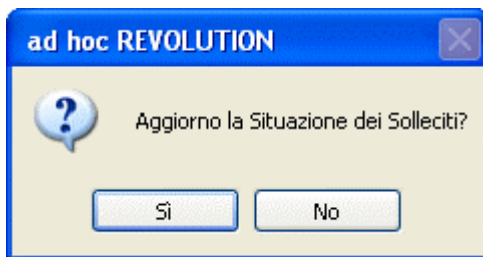 ad hoc REVOLUTION
Aggiorno la Situazione dei Solleciti?
Sì
No